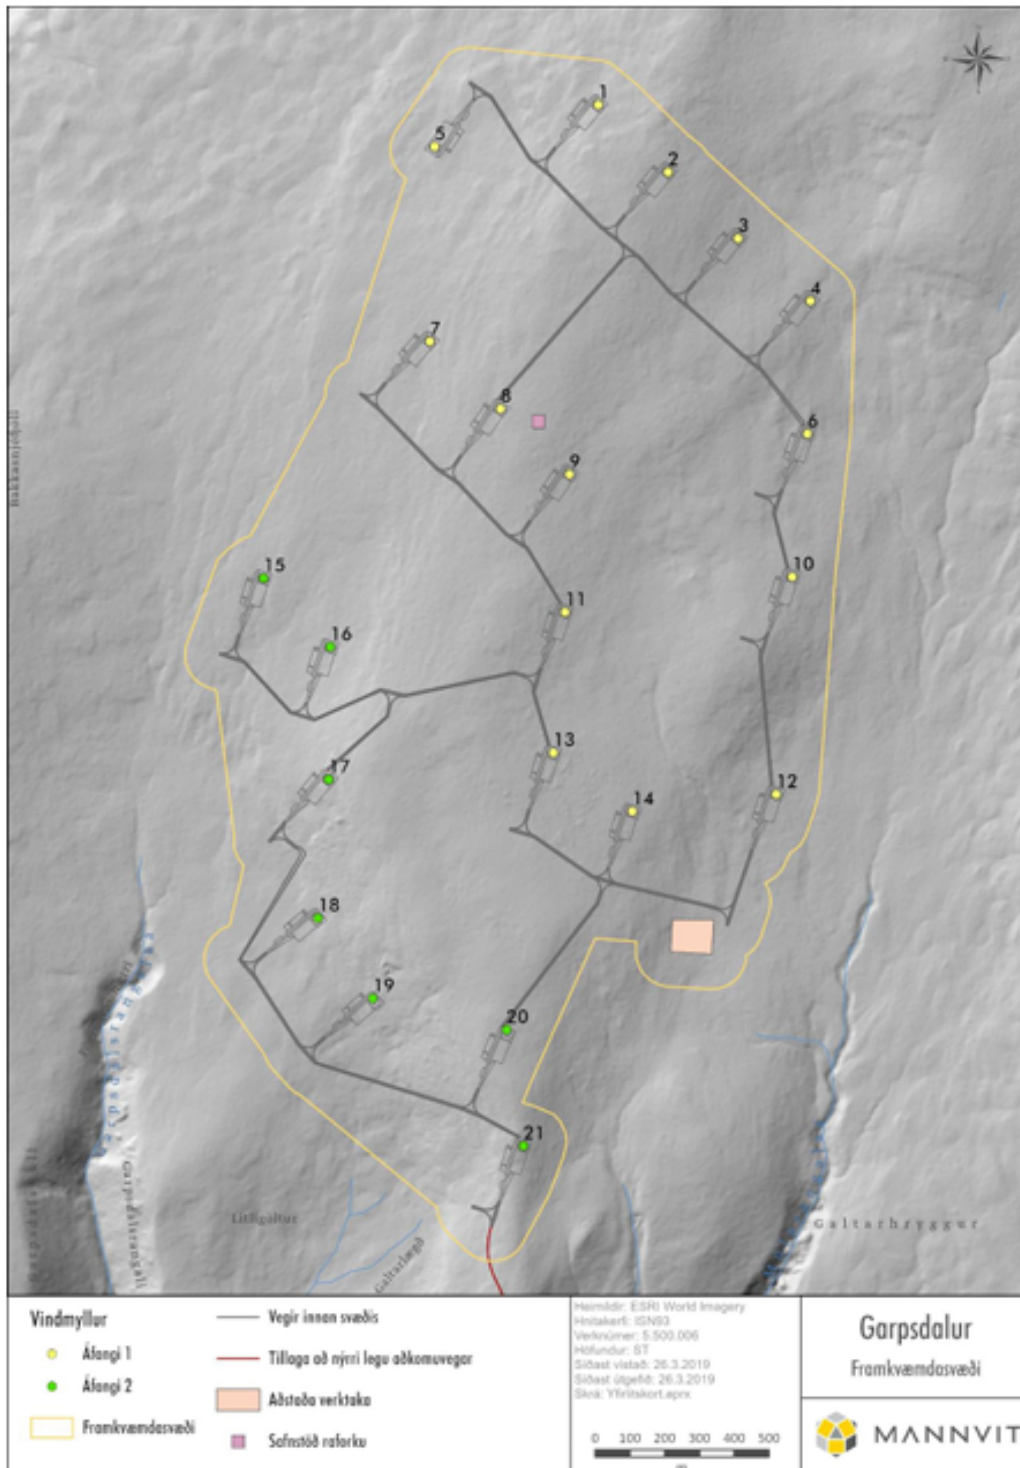 1
5
2
3
4
7
8
6
9
10
15
11
16
13
17
12
14
18
19
20
21
Garpsdalsrangali
Litligaltur
Galtarlægð
Galtarhryggur
Vindmyllur
Áfangi 1
Áfangi 2
Framkvæmdasvæði
Vegir innan svæðis
Tillaga að nýrri legu aðkomuvegar
Aðstaða verktaka
Safnstöð raforku
Heimildir: ESRI World Imagery
Hnitakerfi: ISN93
Verknúmer: 5.500.006
Höfundur: ST
Síðast vistað: 26.3.2019
Síðast útgefið: 26.3.2019
Skrá: Yfirlitskort.aprx
0 100 200 300 400 500
m
Garpsdalur
Framkvæmdasvæði
MANNVIT